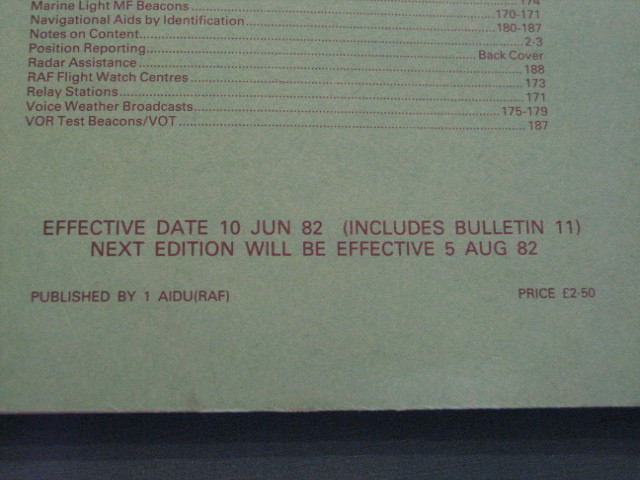 Marine Light MF Beacons 174
Navigational Aids by Identification 170-171
Notes on Content 180-187
Position Reporting 2-3
Radar Assistance Back Cover
RAF Flight Watch Centres 188
Relay Stations 173
Voice Weather Broadcasts 171
VOR Test Beacons/VOT 175-179
187
EFFECTIVE DATE 10 JUN 82 (INCLUDES BULLETIN 11)
NEXT EDITION WILL BE EFFECTIVE 5 AUG 82
PUBLISHED BY 1 AIDU(RAF) PRICE £2·50